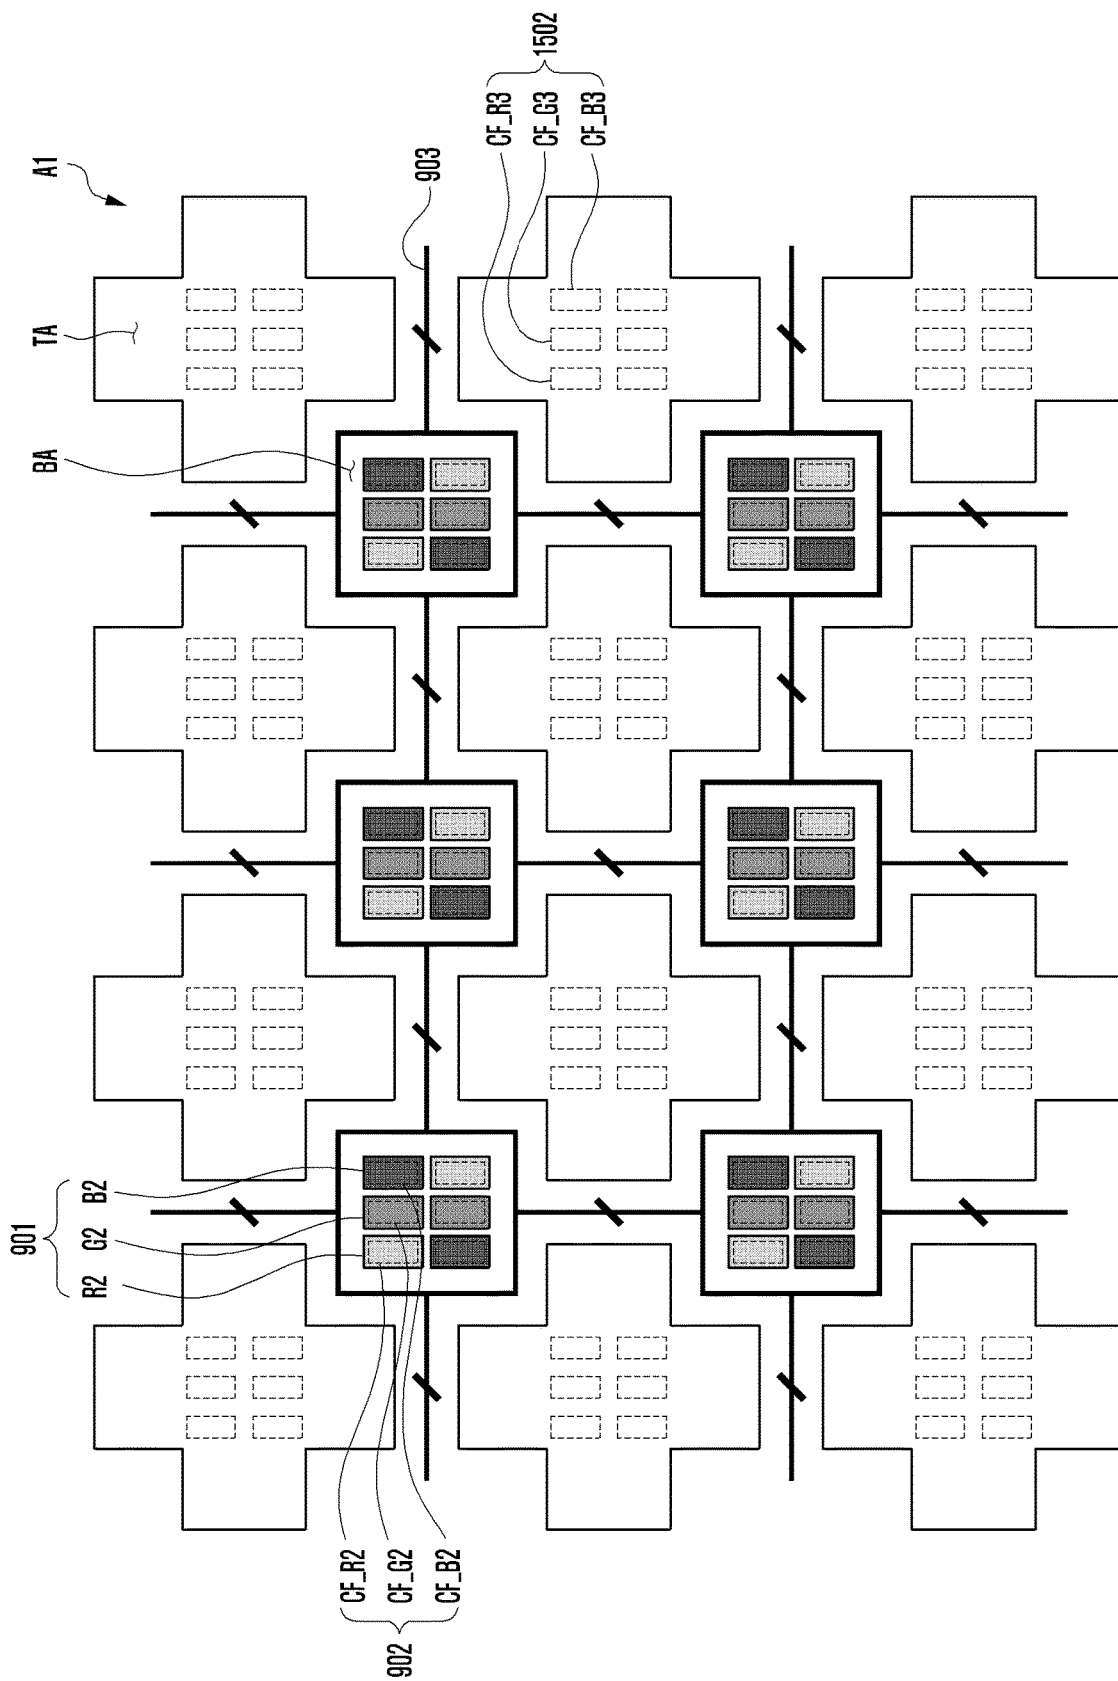 A1
TA
BA
903
CF_R3
CF_G3
CF_B3
1502
901
R2
G2
B2
CF_R2
CF_G2
CF_B2
902